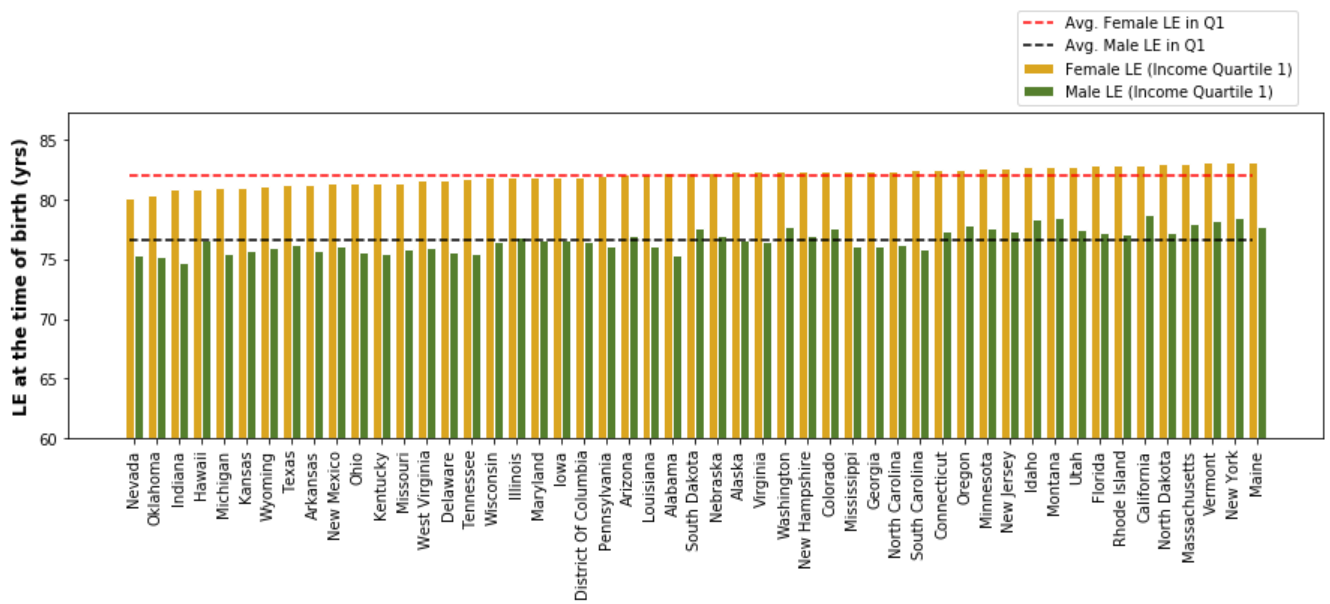 Avg. Female LE in Q1
Avg. Male LE in Q1
Female LE (Income Quartile 1)
Male LE (Income Quartile 1)
LE at the time of birth (yrs)
85
80
75
70
65
60
Nevada
Oklahoma
Indiana
Hawaii
Michigan
Kansas
Wyoming
Texas
Arkansas
New Mexico
Ohio
Kentucky
Missouri
West Virginia
Delaware
Tennessee
Wisconsin
Illinois
Maryland
Iowa
District Of Columbia
Pennsylvania
Arizona
Louisiana
Alabama
South Dakota
Nebraska
Alaska
Virginia
Washington
New Hampshire
Colorado
Mississippi
Georgia
North Carolina
South Carolina
Connecticut
Oregon
Minnesota
New Jersey
Idaho
Montana
Utah
Florida
Rhode Island
California
North Dakota
Massachusetts
Vermont
New York
Maine